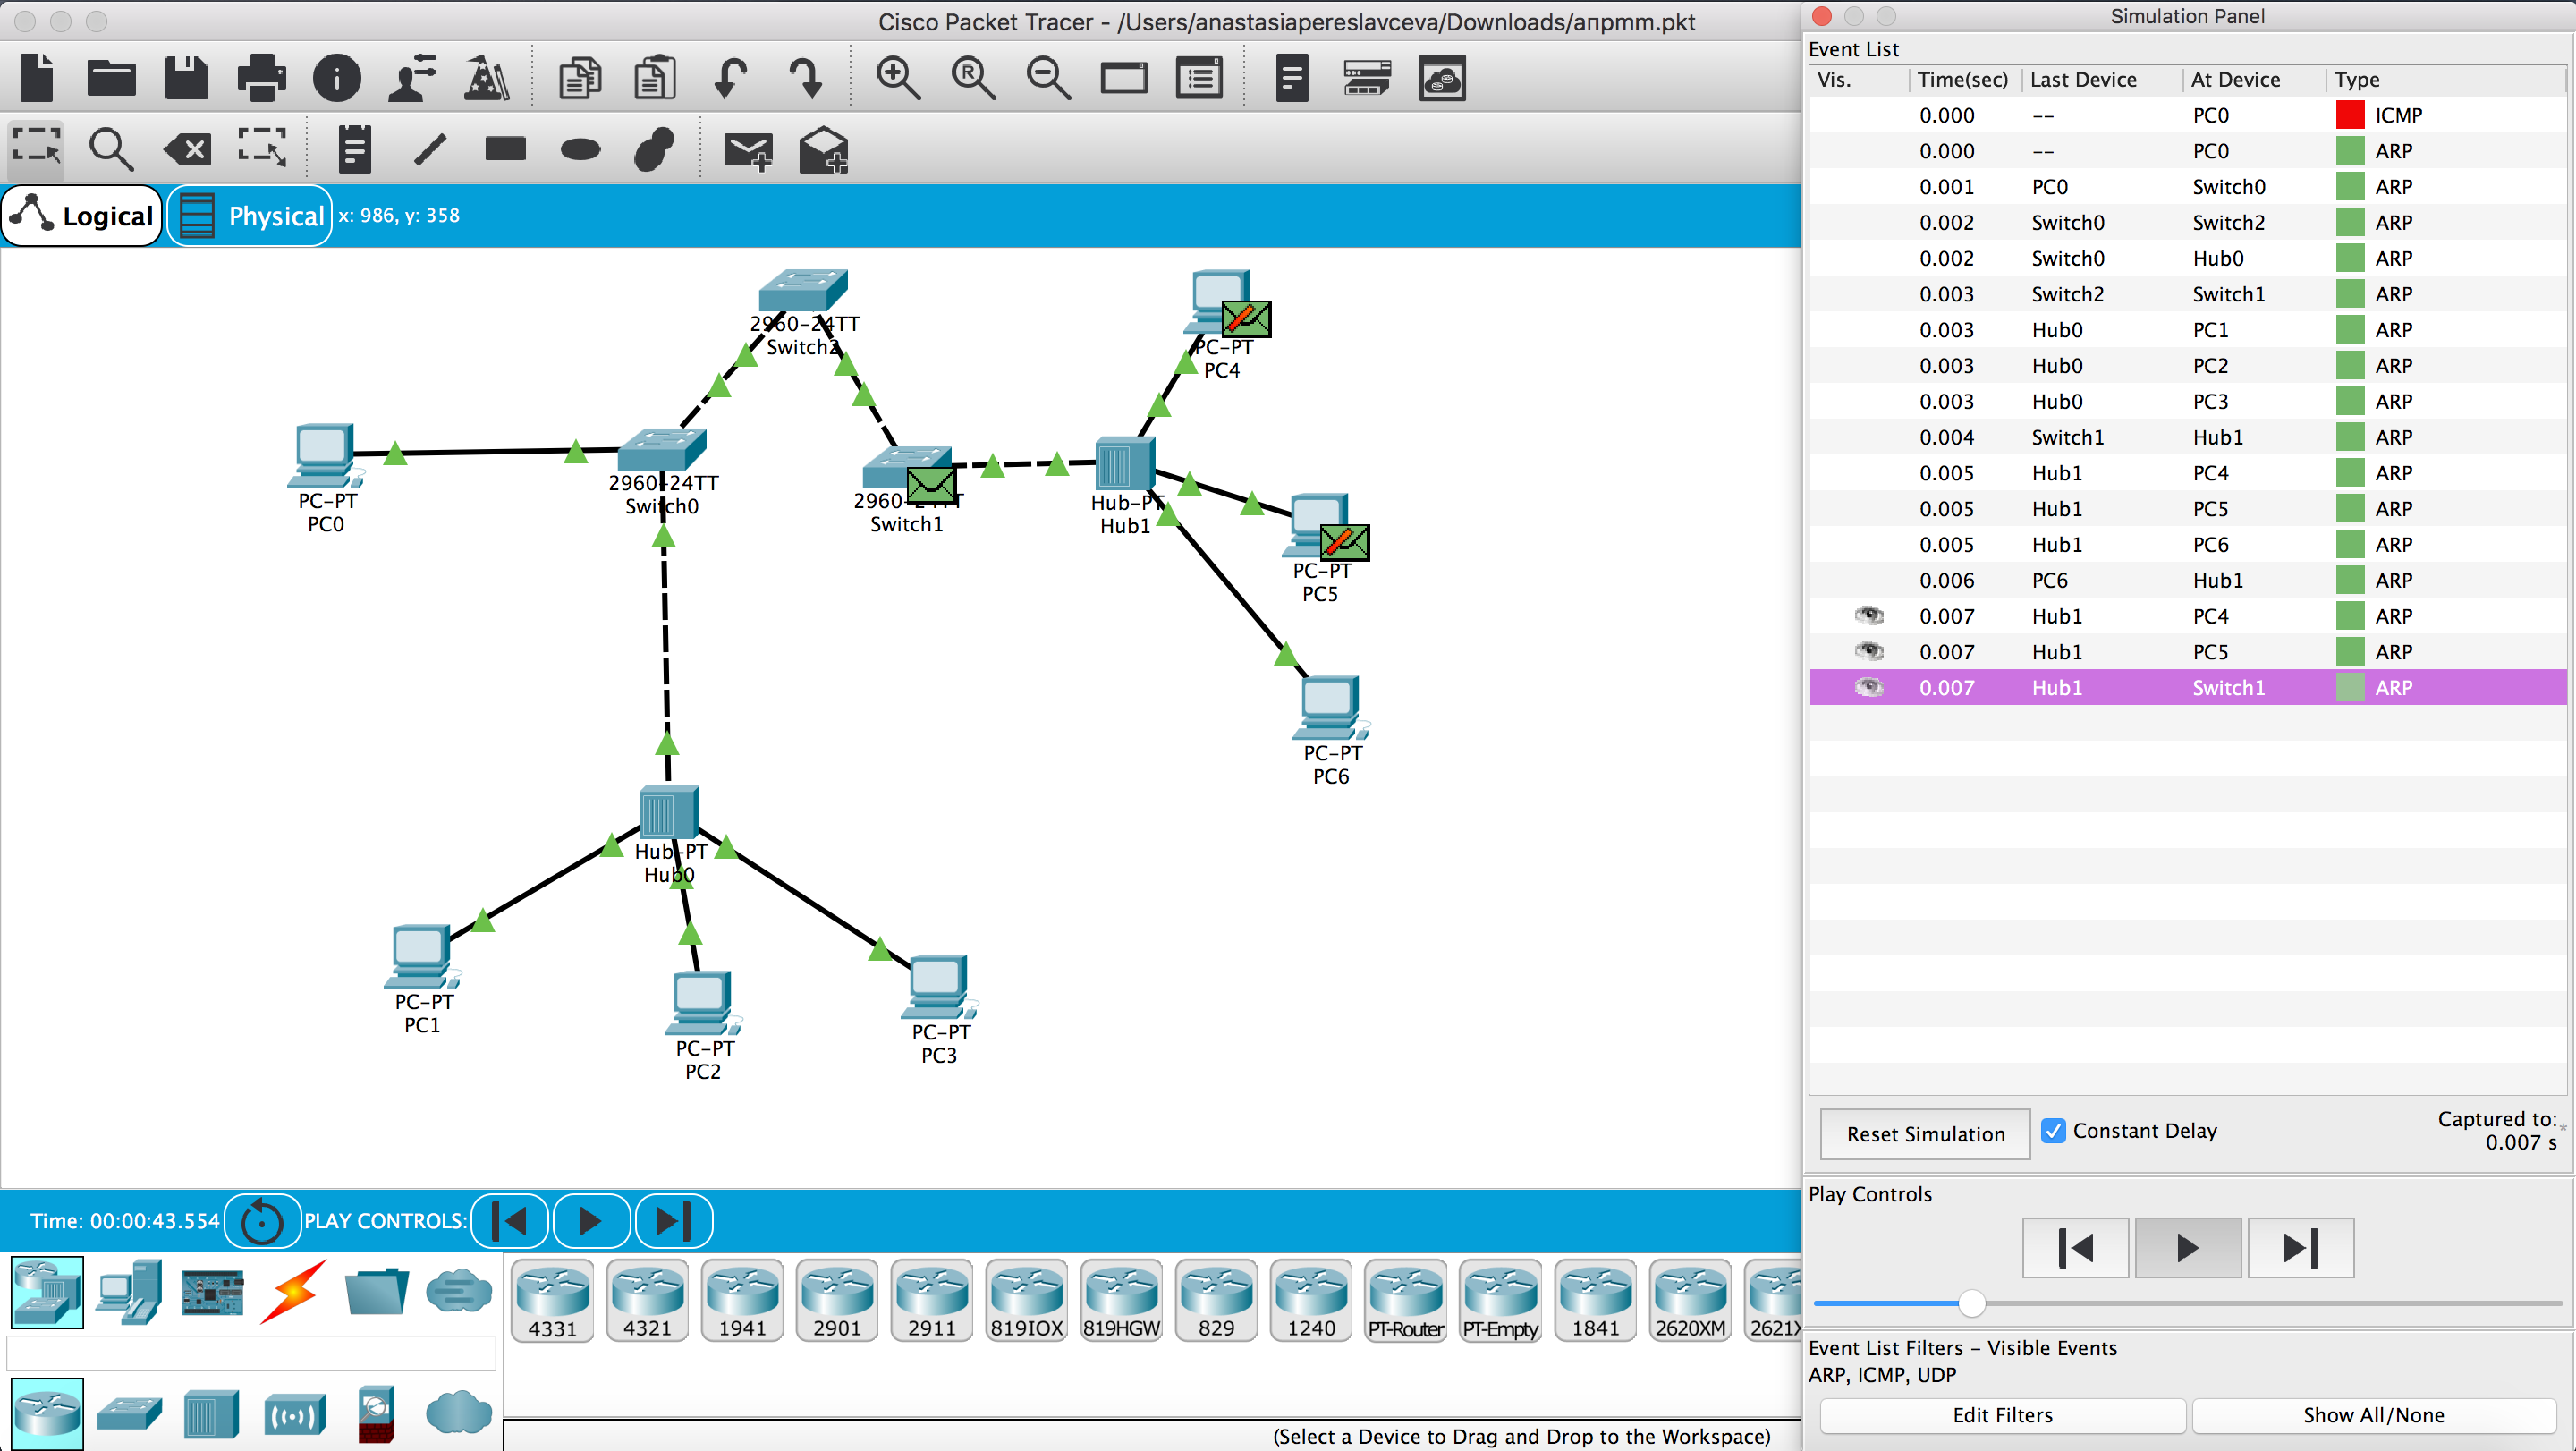 Cisco Packet Tracer - /Users/anastasiapereslavceva/Downloads/апрmm.pkt
Logical
Physical
x: 986, y: 358
2960-24TT
Switch2
PC-PT
PC4
PC-PT
PC0
2960-24TT
Switch0
Switch1
Hub-PT
Hub1
PC-PT
PC5
PC-PT
PC6
Hub-PT
Hub0
PC-PT
PC1
PC-PT
PC2
PC-PT
PC3
Time: 00:00:43.554
PLAY CONTROLS:
4331
4321
1941
2901
2911
819IOX
819HGW
829
1240
PT-Router
PT-Empty
1841
2620XM
2621X
(Select a Device to Drag and Drop to the Workspace)
Simulation Panel
Event List
Vis. Time(sec) Last Device At Device Type
0.000 -- PC0 ICMP
0.000 -- PC0 ARP
0.001 PC0 Switch0 ARP
0.002 Switch0 Switch2 ARP
0.002 Switch0 Hub0 ARP
0.003 Switch2 Switch1 ARP
0.003 Hub0 PC1 ARP
0.003 Hub0 PC2 ARP
0.003 Hub0 PC3 ARP
0.004 Switch1 Hub1 ARP
0.005 Hub1 PC4 ARP
0.005 Hub1 PC5 ARP
0.005 Hub1 PC6 ARP
0.006 PC6 Hub1 ARP
0.007 Hub1 PC4 ARP
0.007 Hub1 PC5 ARP
0.007 Hub1 Switch1 ARP
Reset Simulation
Constant Delay
Captured to: *
0.007 s
Play Controls
Event List Filters - Visible Events
ARP, ICMP, UDP
Edit Filters
Show All/None